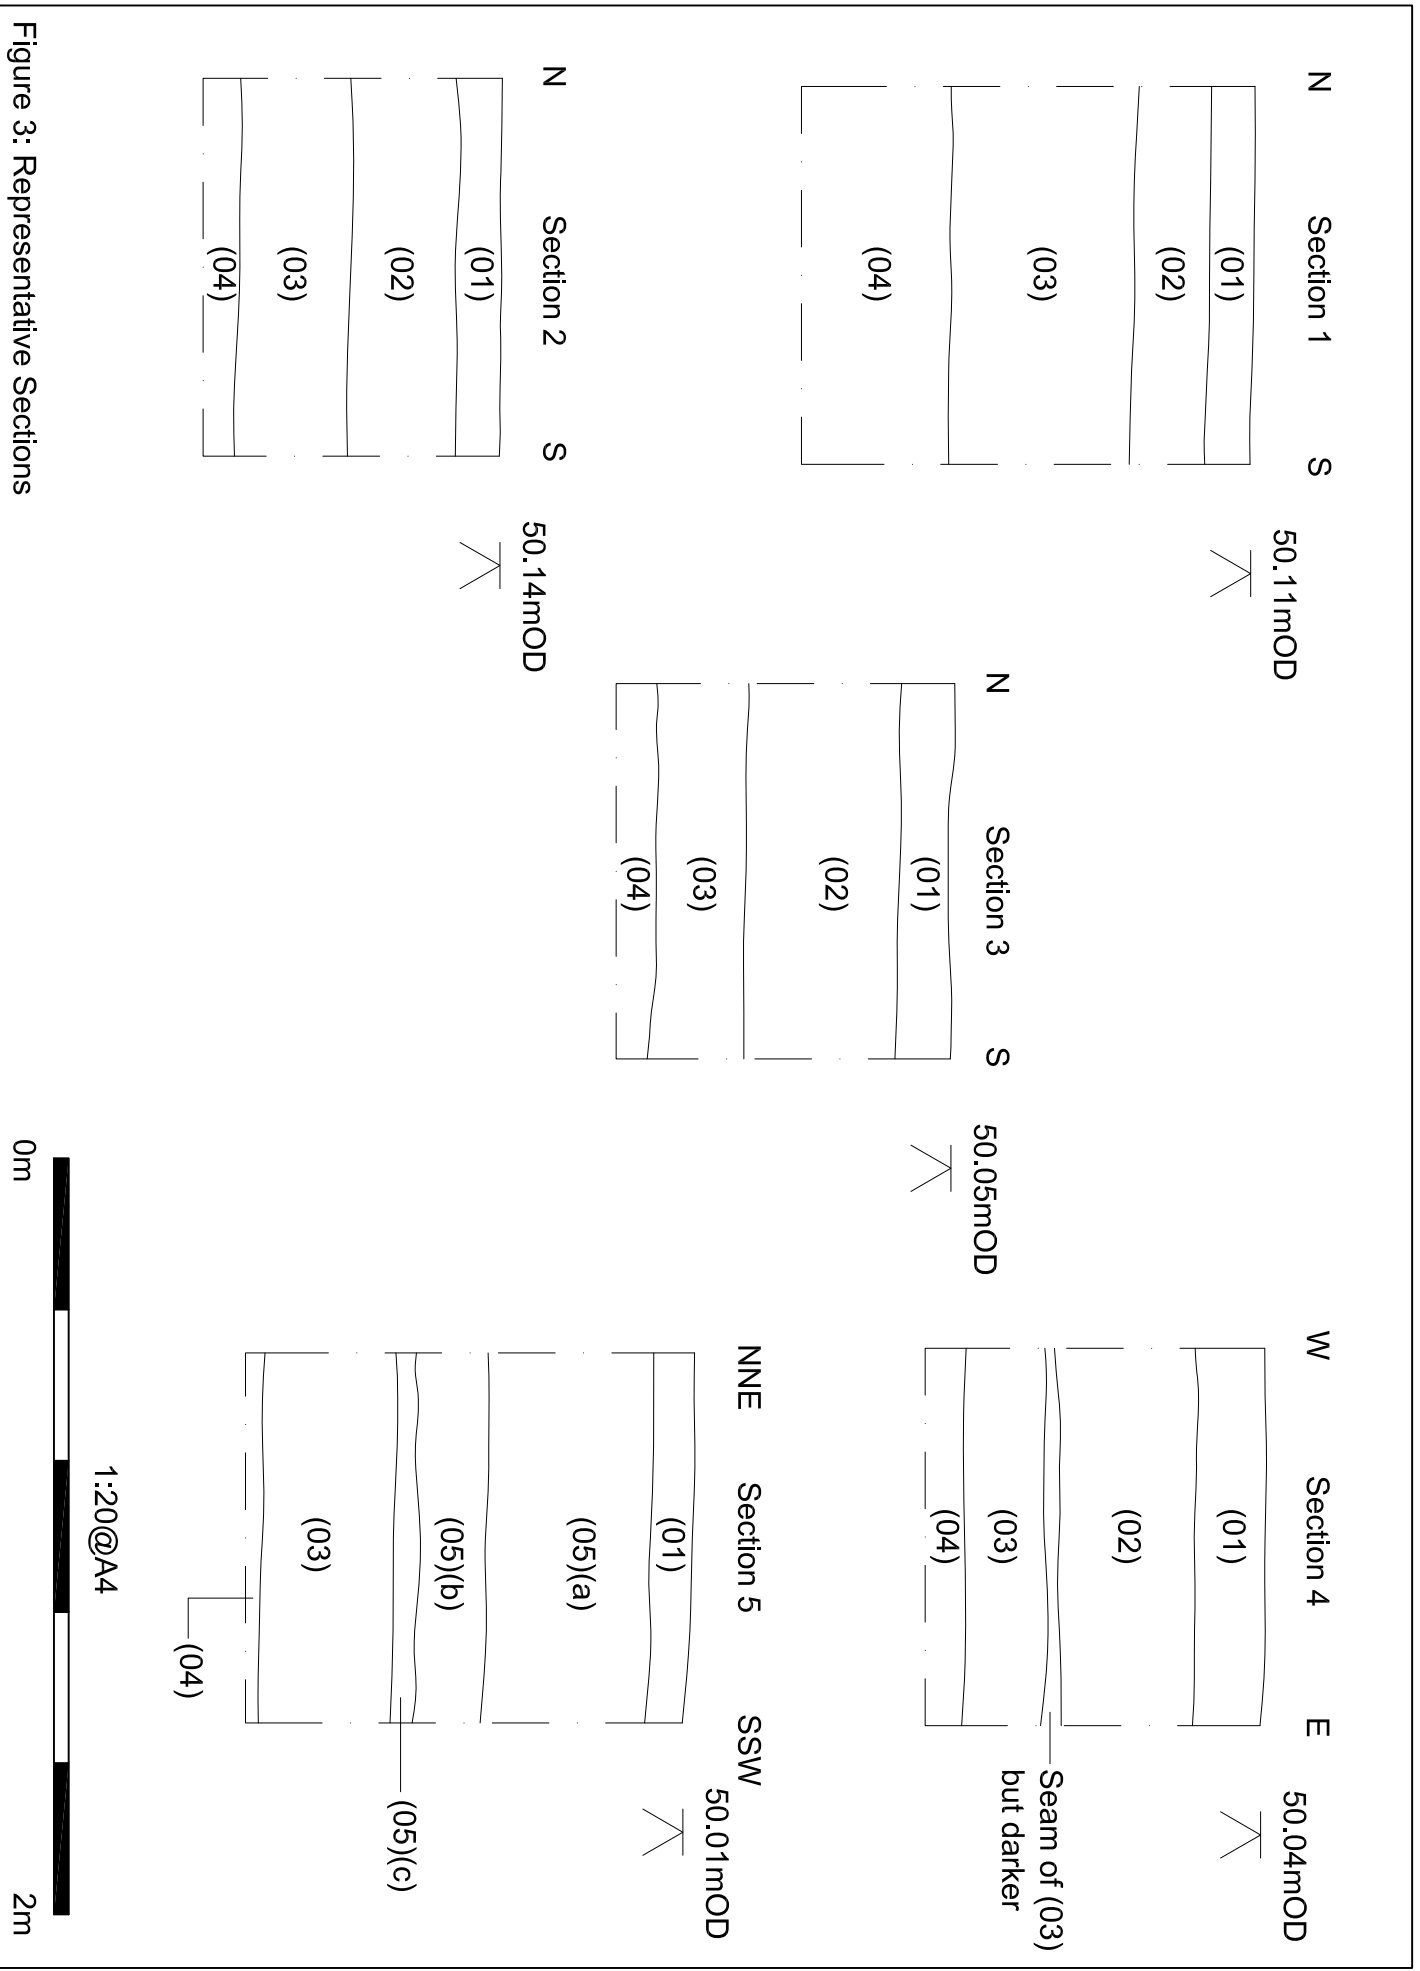 N
Section 1
S
50.11mOD
(01)
(02)
(03)
(04)
W
Section 4
E
50.04mOD
(01)
(02)
Seam of (03)
but darker
(03)
(04)
N
Section 3
S
50.05mOD
(01)
(02)
(03)
(04)
N
Section 2
S
50.14mOD
(01)
(02)
(03)
(04)
NNE
Section 5
SSW
50.01mOD
(01)
(05)(a)
(05)(b)
(05)(c)
(03)
(04)
1:20@A4
0m
2m
Figure 3: Representative Sections